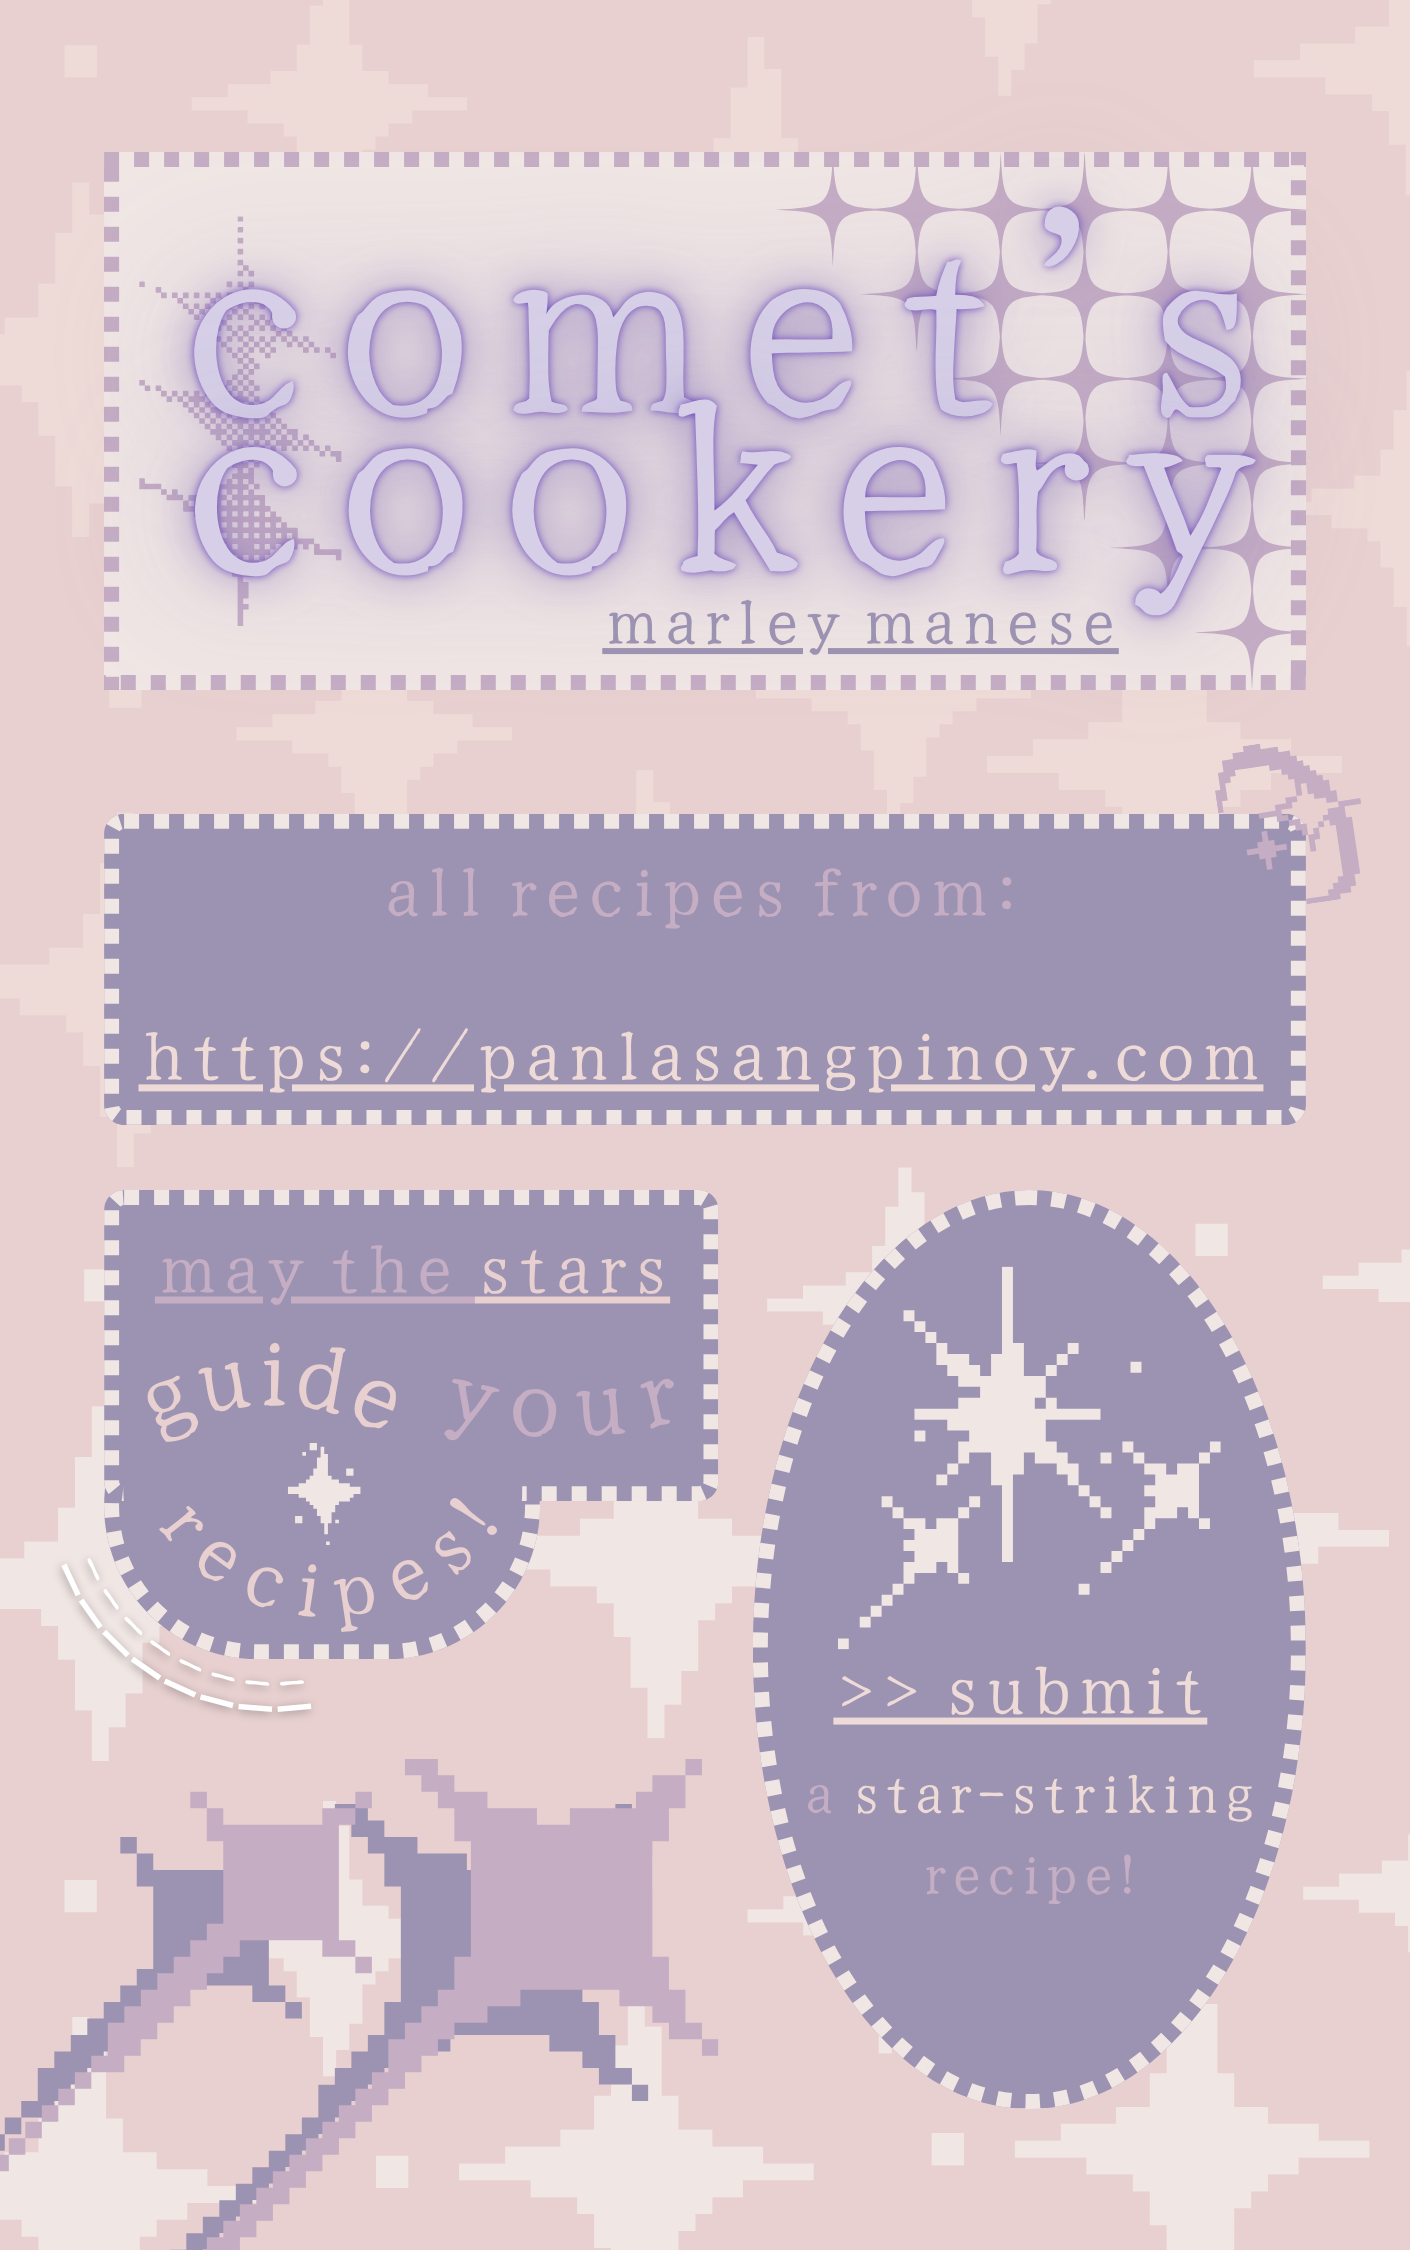 comet's
cookery
marley manese
all recipes from:
https://panlasangpinoy.com
may the stars
guide your
recipes!
>> submit
a star-striking
recipe!